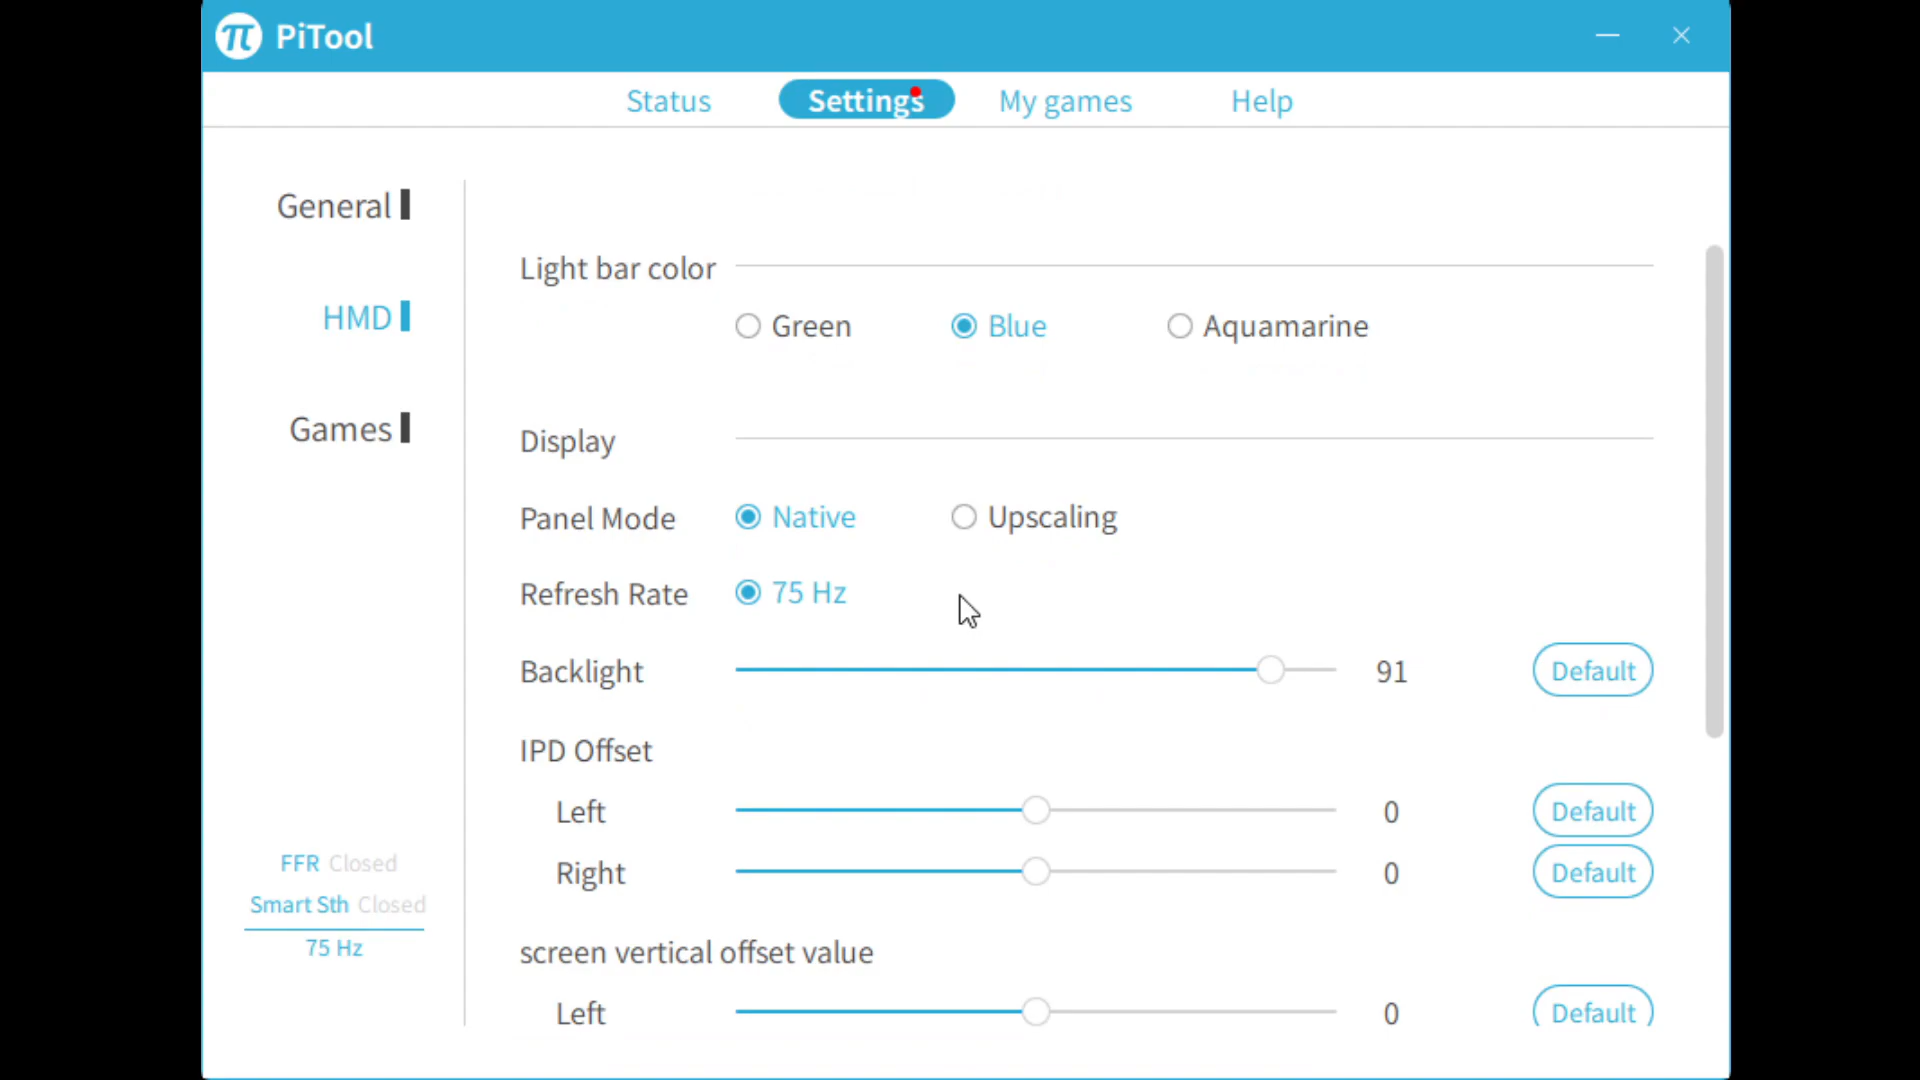 π PiTool
Status Settings My games Help
General
HMD
Games
FFR Closed
Smart Sth Closed
75 Hz
Light bar color
Green Blue Aquamarine
Display
Panel Mode Native Upscaling
Refresh Rate 75 Hz
Backlight 91 Default
IPD Offset
Left 0 Default
Right 0 Default
screen vertical offset value
Left 0 Default